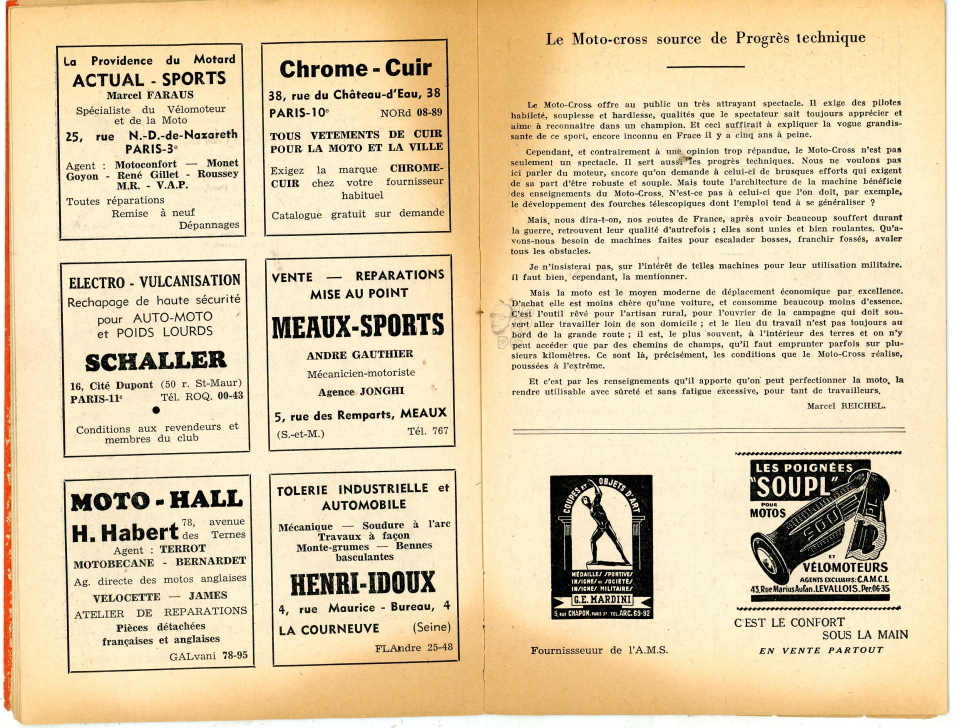 La Providence du Motard
ACTUAL - SPORTS
Marcel FARAUS
Spécialiste du Vélomoteur
et de la Moto
25, rue N.-D.-de-Nazareth
PARIS-3e
Agent : Motoconfort — Monet
Goyon - René Gillet - Roussey
M.R. - V.A.P.
Toutes réparations
Remise à neuf
Dépannages
Chrome - Cuir
38, rue du Château-d'Eau, 38
PARIS-10e NORd 08-89
TOUS VETEMENTS DE CUIR
POUR LA MOTO ET LA VILLE
Exigez la marque CHROME-
CUIR chez votre fournisseur
habituel
Catalogue gratuit sur demande
ELECTRO - VULCANISATION
Rechapage de haute sécurité
pour AUTO-MOTO
et POIDS LOURDS
SCHALLER
16, Cité Dupont (50 r. St-Maur)
PARIS-11e Tél. ROQ. 00-43
Conditions aux revendeurs et
membres du club
VENTE — REPARATIONS
MISE AU POINT
MEAUX-SPORTS
ANDRE GAUTHIER
Mécanicien-motoriste
Agence JONGHI
5, rue des Remparts, MEAUX
(S.-et-M.) Tél. 767
MOTO - HALL
H. Habert 78, avenue
des Ternes
Agent : TERROT
MOTOBECANE - BERNARDET
Ag. directe des motos anglaises
VELOCETTE — JAMES
ATELIER DE REPARATIONS
Pièces détachées
françaises et anglaises
GALvani 78-95
TOLERIE INDUSTRIELLE et
AUTOMOBILE
Mécanique — Soudure à l'arc
Travaux à façon
Monte-grumes — Bennes
basculantes
HENRI-IDOUX
4, rue Maurice - Bureau, 4
LA COURNEUVE (Seine)
FLAndre 25-48
Le Moto-cross source de Progrès technique
Le Moto-Cross offre au public un très attrayant spectacle. Il exige des pilotes
habileté, souplesse et hardiesse, qualités que le spectateur sait toujours apprécier et
aime à reconnaître dans un champion. Et ceci suffirait à expliquer la vogue grandis-
sante de ce spori, encore inconnu en Frace il y a cinq ans à peine.
Cependant, et contrairement à une opinion trop répandue, le Moto-Cross n'est pas
seulement un spectacle. Il sert aussi les progrès techniques. Nous ne voulons pas
ici parler du moteur, encore qu'on demande à celui-ci de brusques efforts qui exigent
de sa part d'être robuste et souple. Mais toute l'architecture de la machine bénéficie
des enseignements du Moto-Cross. N'est-ce pas à celui-ci que l'on doit, par exemple,
le développement des fourches télescopiques dont l'emploi tend à se généraliser ?
Mais, nous dira-t-on, nos routes de France, après avoir beaucoup souffert durant
la guerre, retrouvent leur qualité d'autrefois ; elles sont unies et bien roulantes. Qu'a-
vons-nous besoin de machines faites pour escalader bosses, franchir fossés, avaler
tous les obstacles.
Je n'insisterai pas, sur l'intérêt de telles machines pour leur utilisation militaire.
il faut bien, cependant, la mentionner.
Mais la moto est le moyen moderne de déplacement économique par excellence.
D'achat elle est moins chère qu'une voiture, et consomme beaucoup moins d'essence.
C'est l'outil rêvé pour l'artisan rural, pour l'ouvrier de la campagne qui doit sou-
vent aller travailler loin de son domicile ; et le lieu du travail n'est pas toujours au
bord de la grande route ; il est, le plus souvent, à l'intérieur des terres et on n'y
peut accéder que par des chemins de champs, qu'il faut emprunter parfois sur plu-
sieurs kilomètres. Ce sont là, précisément, les conditions que le Moto-Cross réalise,
poussées à l'extrême.
Et c'est par les renseignements qu'il apporte qu'on peut perfectionner la moto, la
rendre utilisable avec sûreté et sans fatigue excessive, pour tant de travailleurs.
Marcel REICHEL.
COUPES et OBJETS D'ART
MÉDAILLES SPORTIVES
INSIGNES DE SOCIÉTÉS
INSIGNES MILITAIRES
G.E. MARDINI
5, rue CHAPON, PARIS 3e TEL. ARC. 69-92
Fournissseuur de l'A.M.S.
LES POIGNÉES
"SOUPL"
POUR
MOTOS
ET
VÉLOMOTEURS
AGENTS EXCLUSIFS: C.A.M.C.L
43, Rue Marius Aufan. LEVALLOIS. Per. 06-35
C'EST LE CONFORT
SOUS LA MAIN
EN VENTE PARTOUT